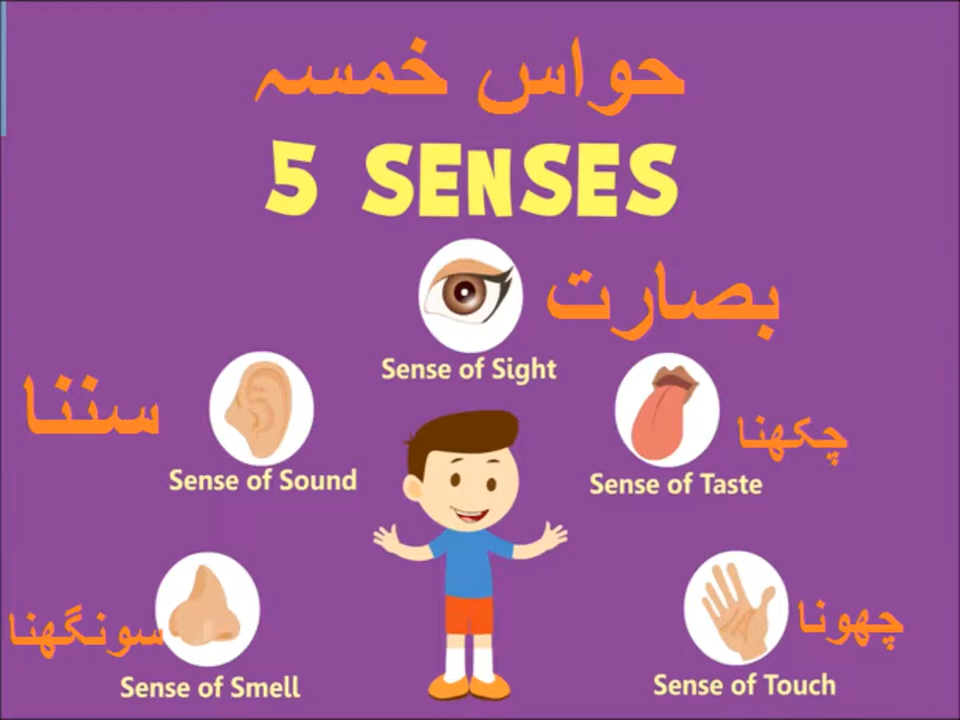 حواس خمسہ
5 SENSES
بصارت
Sense of Sight
سننا
Sense of Sound
چکھنا
Sense of Taste
سونگھنا
Sense of Smell
چھونا
Sense of Touch